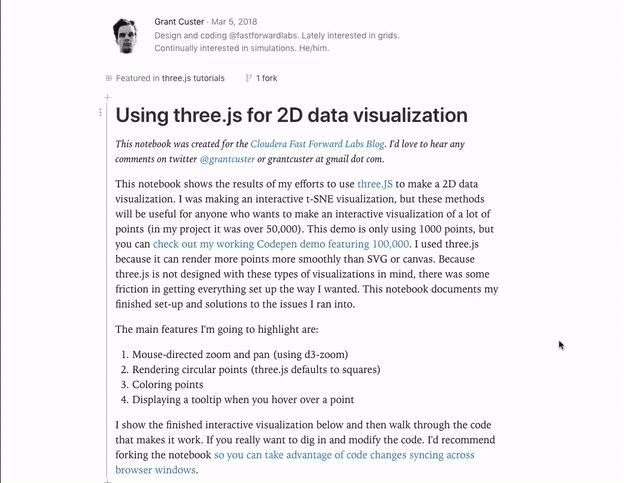 Grant Custer · Mar 5, 2018
Design and coding @fastforwardlabs. Lately interested in grids.
Continually interested in simulations. He/him.
Featured in three.js tutorials 1 fork
Using three.js for 2D data visualization
This notebook was created for the Cloudera Fast Forward Labs Blog. I'd love to hear any
comments on twitter @grantcuster or grantcuster at gmail dot com.
This notebook shows the results of my efforts to use three.JS to make a 2D data
visualization. I was making an interactive t-SNE visualization, but these methods
will be useful for anyone who wants to make an interactive visualization of a lot of
points (in my project it was over 50,000). This demo is only using 1000 points, but
you can check out my working Codepen demo featuring 100,000. I used three.js
because it can render more points more smoothly than SVG or canvas. Because
three.js is not designed with these types of visualizations in mind, there was some
friction in getting everything set up the way I wanted. This notebook documents my
finished set-up and solutions to the issues I ran into.
The main features I'm going to highlight are:
1. Mouse-directed zoom and pan (using d3-zoom)
2. Rendering circular points (three.js defaults to squares)
3. Coloring points
4. Displaying a tooltip when you hover over a point
I show the finished interactive visualization below and then walk through the code
that makes it work. If you really want to dig in and modify the code. I'd recommend
forking the notebook so you can take advantage of code changes syncing across
browser windows.